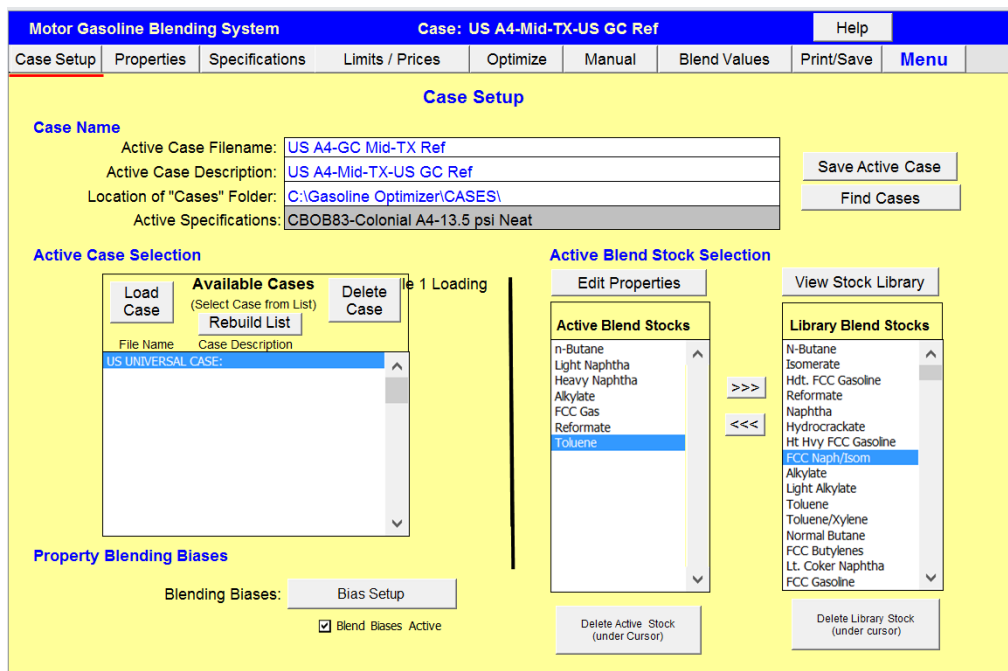 Motor Gasoline Blending System Case: US A4-Mid-TX-US GC Ref Help
Case Setup Properties Specifications Limits / Prices Optimize Manual Blend Values Print/Save Menu
Case Setup
Case Name
Active Case Filename: US A4-GC Mid-TX Ref
Active Case Description: US A4-Mid-TX-US GC Ref
Location of "Cases" Folder: C:\Gasoline Optimizer\CASES\
Active Specifications: CBOB83-Colonial A4-13.5 psi Neat
Save Active Case
Find Cases
Active Case Selection
Load Case
Available Cases
(Select Case from List)
Rebuild List
Delete Case
le 1 Loading
File Name Case Description
US UNIVERSAL CASE:
Property Blending Biases
Blending Biases: Bias Setup
Blend Biases Active
Active Blend Stock Selection
Edit Properties
View Stock Library
Active Blend Stocks
n-Butane
Light Naphtha
Heavy Naphtha
Alkylate
FCC Gas
Reformate
Toluene
>>>
<<<
Library Blend Stocks
N-Butane
Isomerate
Hdt. FCC Gasoline
Reformate
Naphtha
Hydrocrackate
Ht Hvy FCC Gasoline
FCC Naph/Isom
Alkylate
Light Alkylate
Toluene
Toluene/Xylene
Normal Butane
FCC Butylenes
Lt. Coker Naphtha
FCC Gasoline
Delete Active Stock
(under Cursor)
Delete Library Stock
(under cursor)